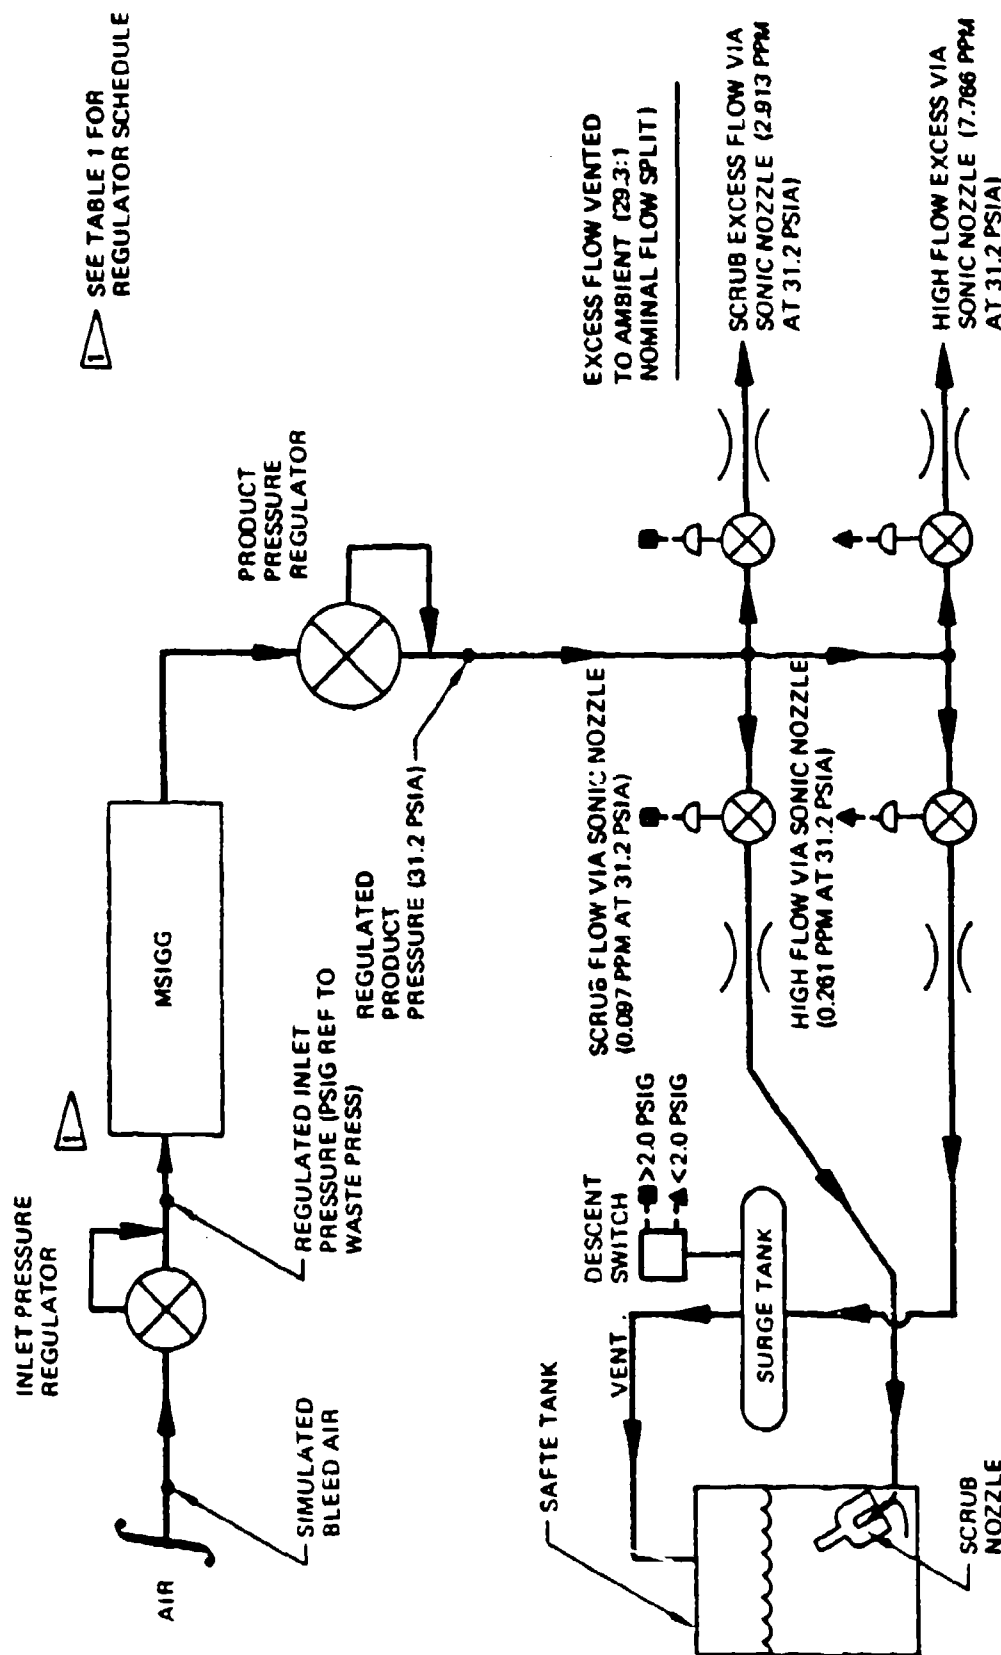 1
SEE TABLE 1 FOR
REGULATOR SCHEDULE
INLET PRESSURE
REGULATOR
1
MSIGG
AIR
SIMULATED
BLEED AIR
REGULATED INLET
PRESSURE (PSIG REF TO
WASTE PRESS)
PRODUCT
PRESSURE
REGULATOR
REGULATED
PRODUCT
PRESSURE (31.2 PSIA)
EXCESS FLOW VENTED
TO AMBIENT (29.3:1
NOMINAL FLOW SPLIT)
SCRUB FLOW VIA SONIC NOZZLE
(0.097 PPM AT 31.2 PSIA)
SCRUB EXCESS FLOW VIA
SONIC NOZZLE (2.913 PPM
AT 31.2 PSIA)
HIGH FLOW VIA SONIC NOZZLE
(0.261 PPM AT 31.2 PSIA)
HIGH FLOW EXCESS VIA
SONIC NOZZLE (7.766 PPM
AT 31.2 PSIA)
DESCENT
SWITCH
>2.0 PSIG
<2.0 PSIG
SURGE TANK
VENT
SAFTE TANK
SCRUB
NOZZLE